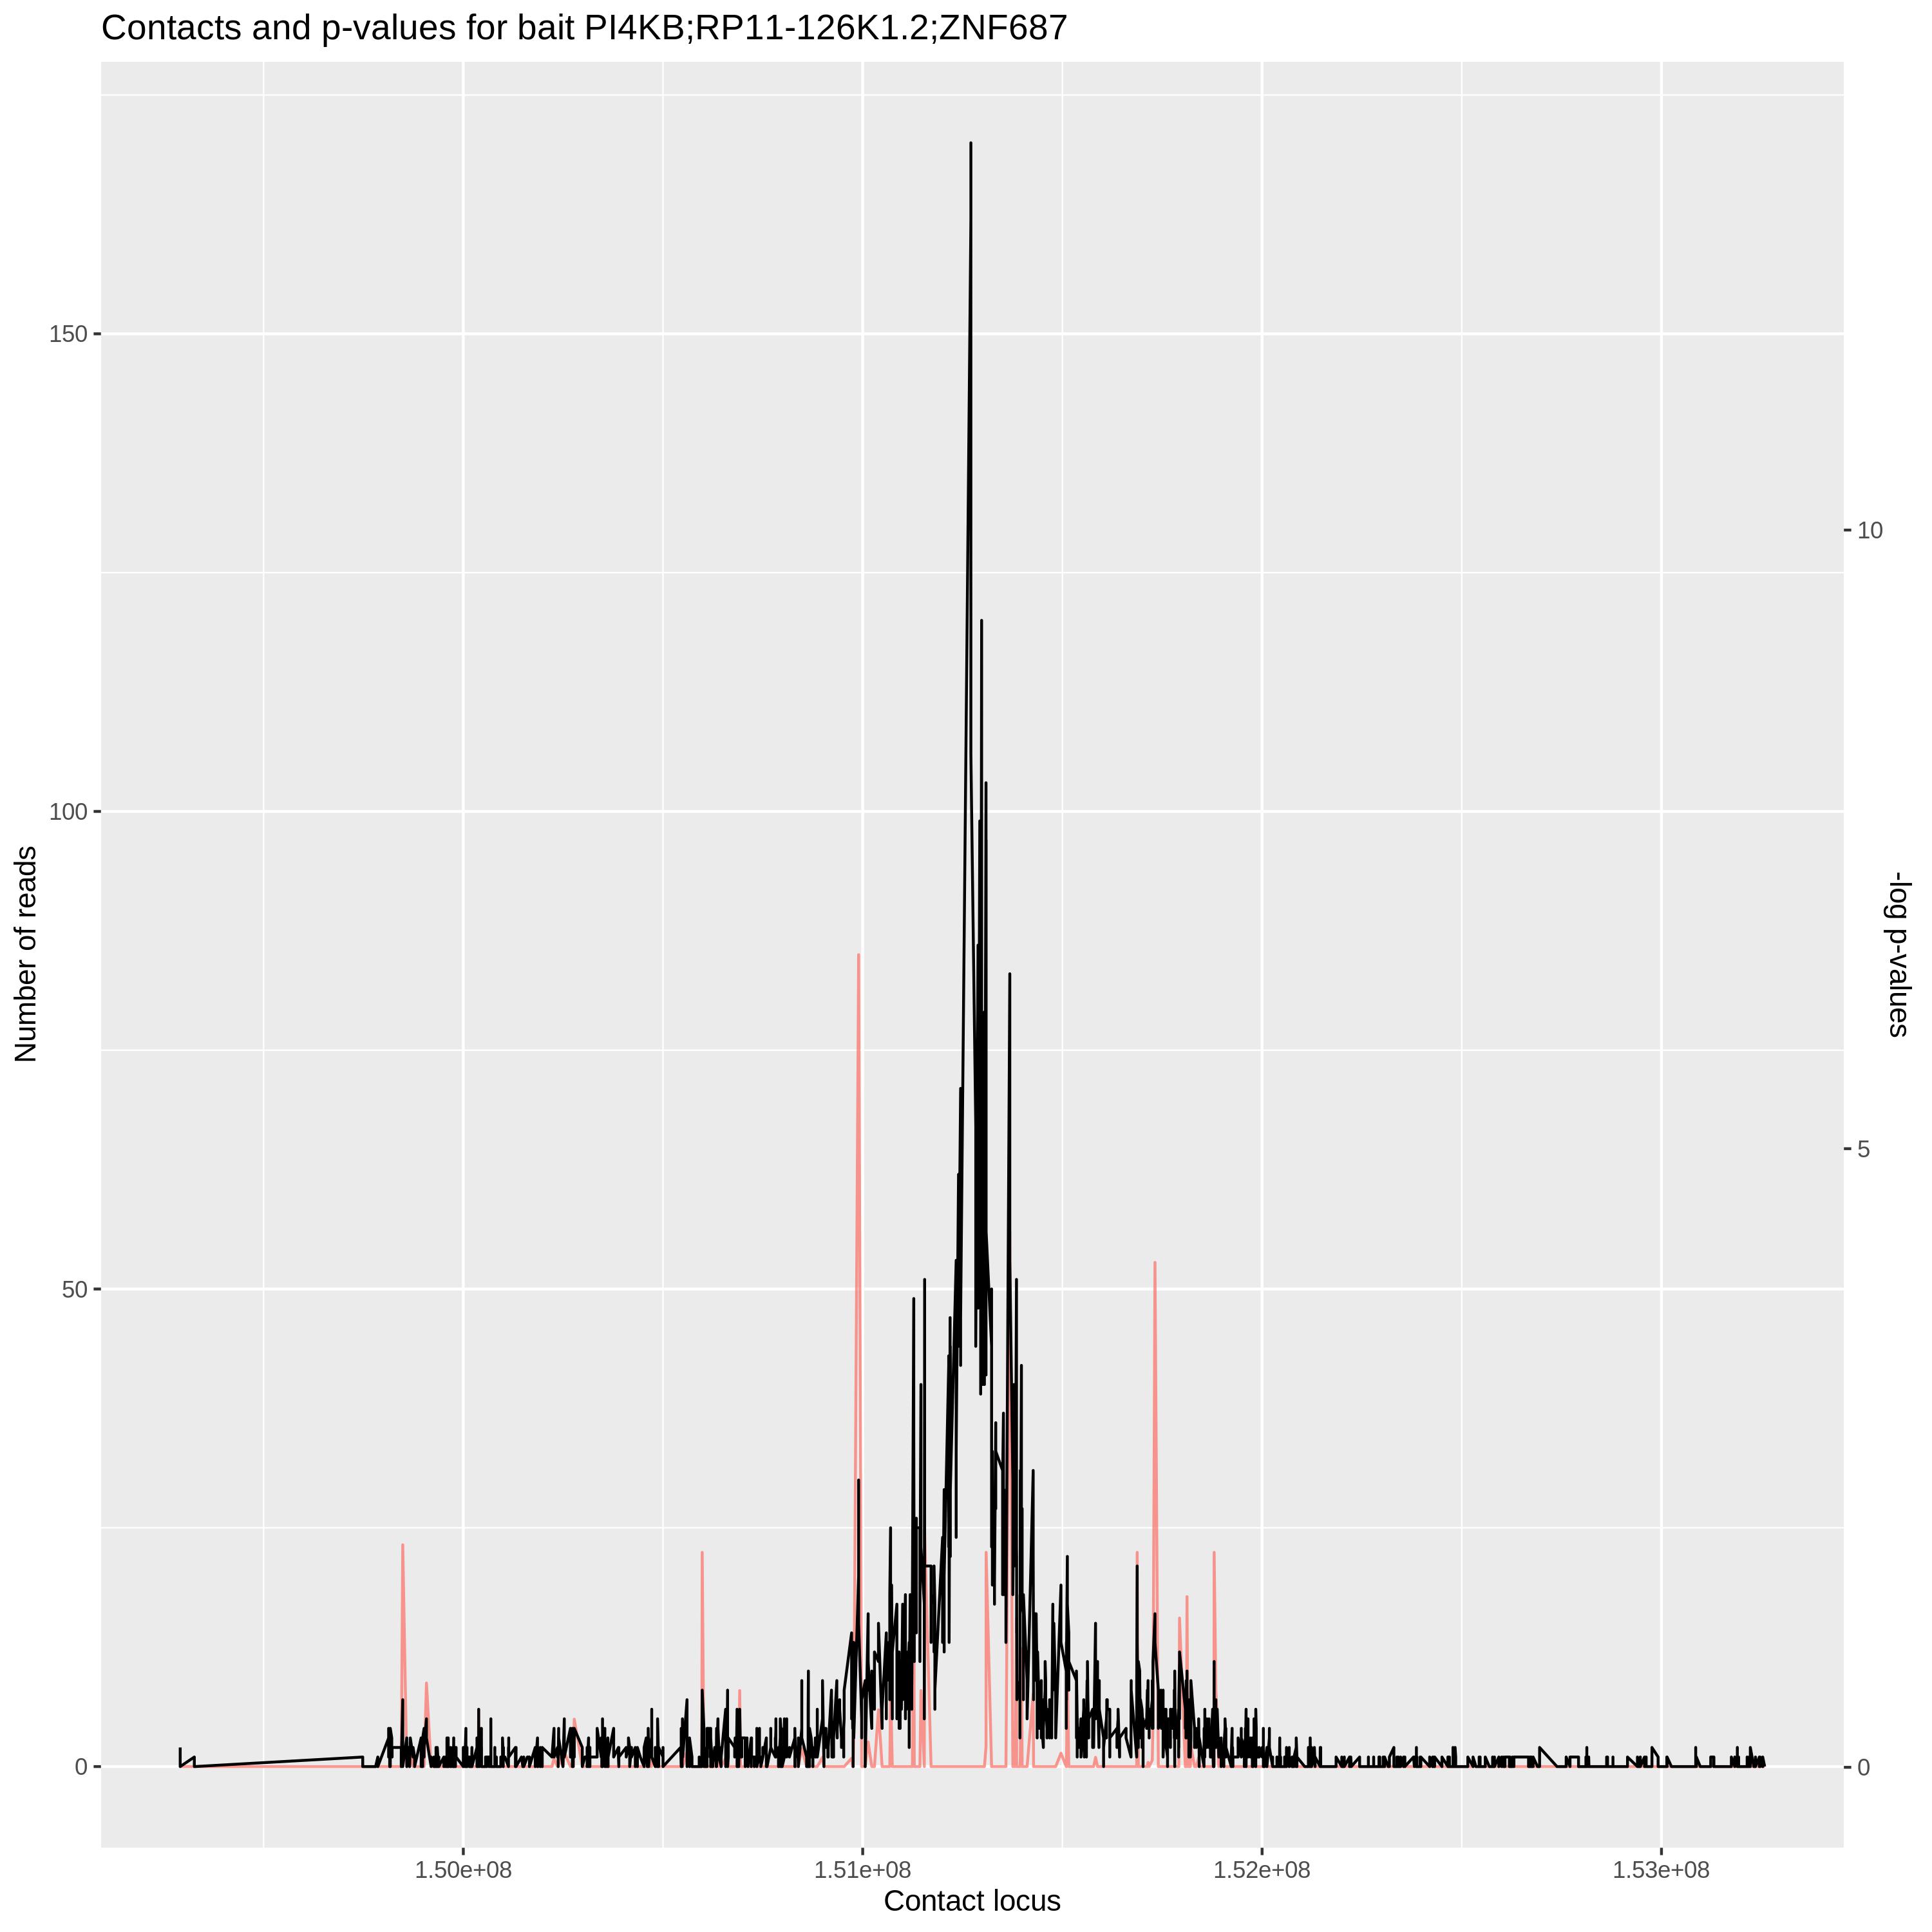 Contacts and p-values for bait PI4KB;RP11-126K1.2;ZNF687
Number of reads
150
100
50
0
-log p-values
10
5
0
1.50e+08 1.51e+08 1.52e+08 1.53e+08
Contact locus